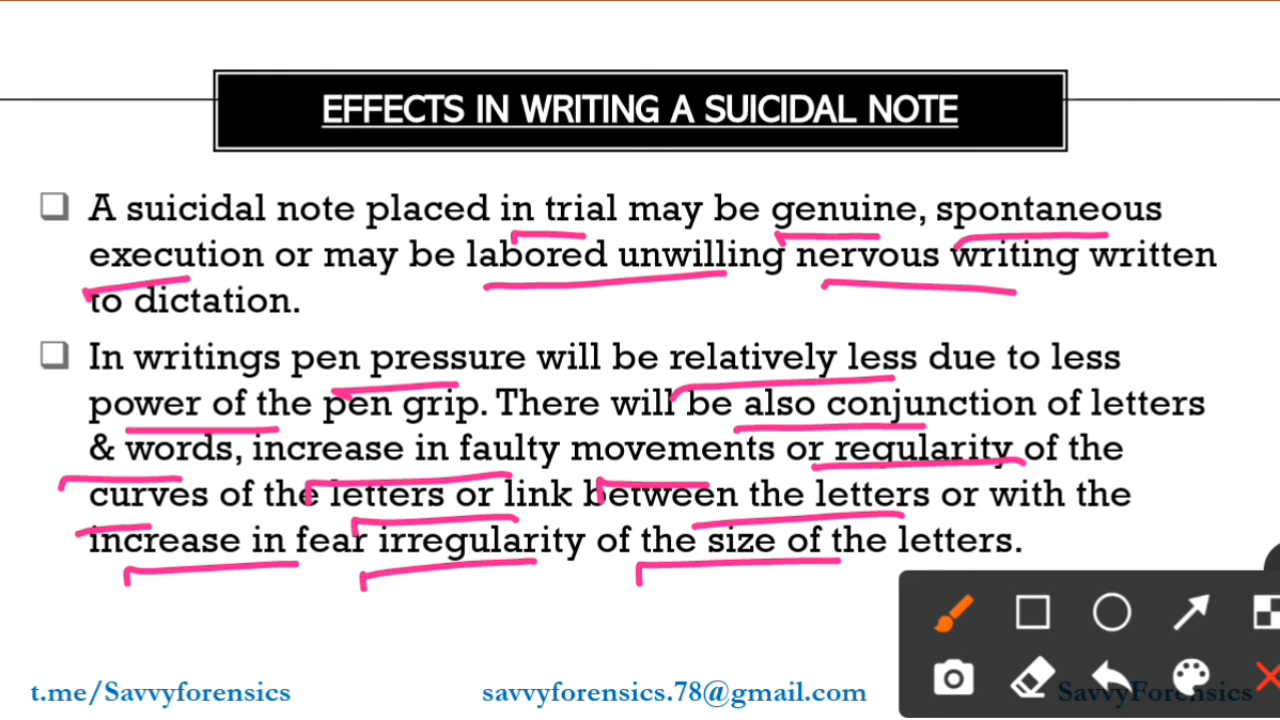 EFFECTS IN WRITING A SUICIDAL NOTE
A suicidal note placed in trial may be genuine, spontaneous
execution or may be labored unwilling nervous writing written
to dictation.
In writings pen pressure will be relatively less due to less
power of the pen grip. There will be also conjunction of letters
& words, increase in faulty movements or regularity of the
curves of the letters or link between the letters or with the
increase in fear irregularity of the size of the letters.
t.me/Savvyforensics
savvyforensics.78@gmail.com
SavvyForensics